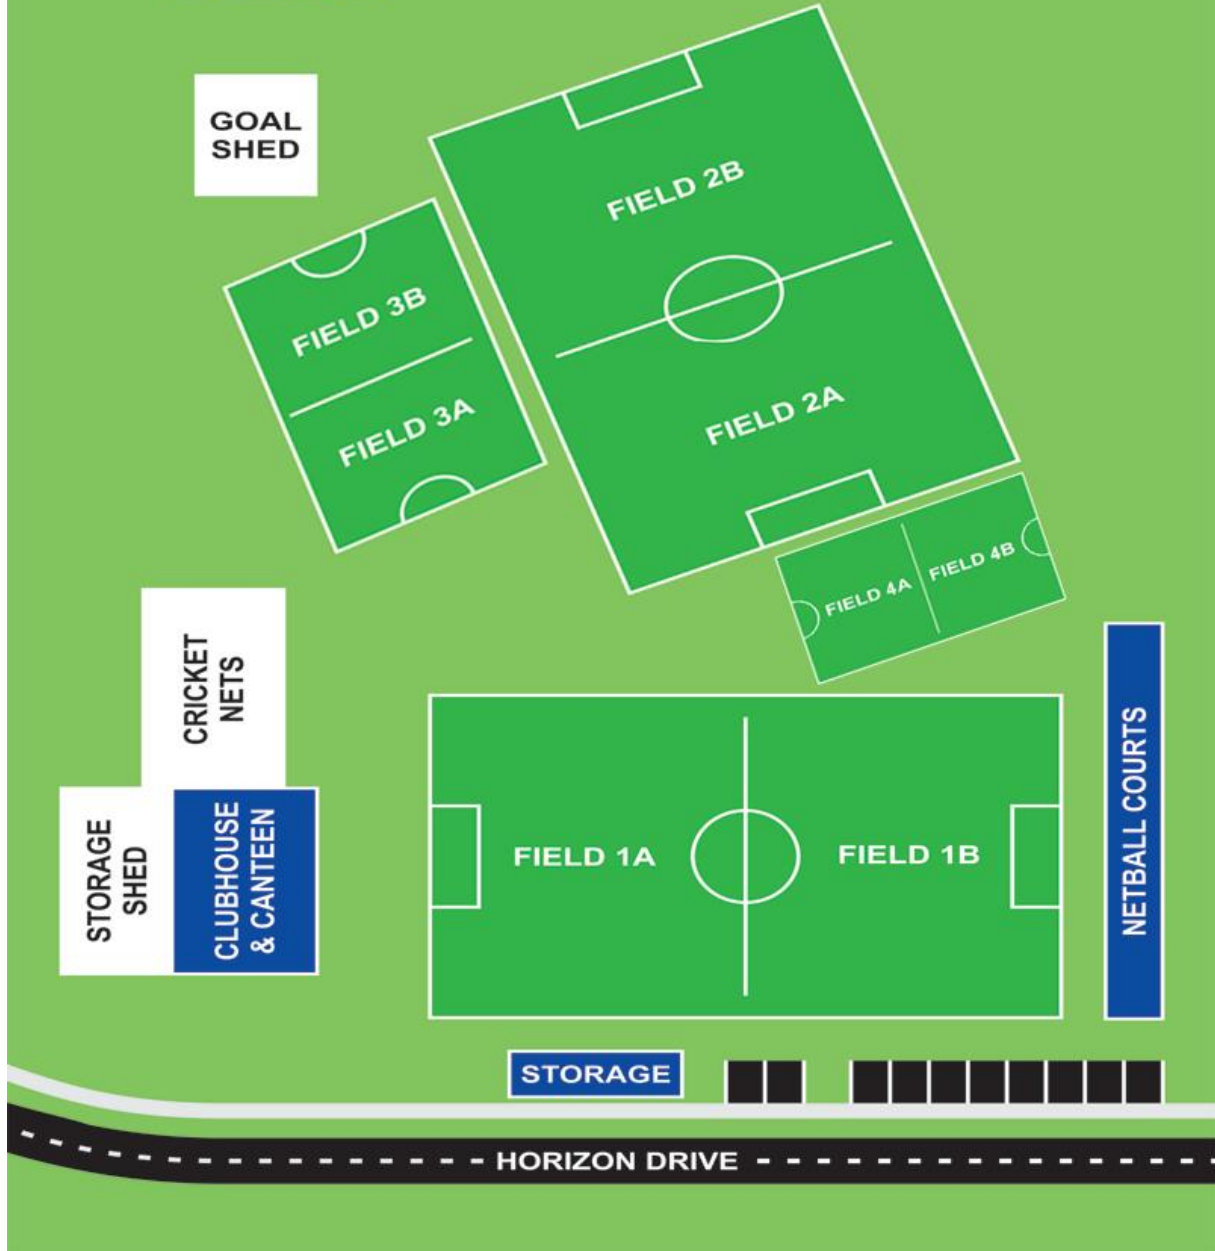 GOAL
SHED
FIELD 2B
FIELD 3B
FIELD 2A
FIELD 3A
FIELD 4B
FIELD 4A
CRICKET
NETS
NETBALL COURTS
STORAGE
SHED
CLUBHOUSE
& CANTEEN
FIELD 1A
FIELD 1B
STORAGE
HORIZON DRIVE